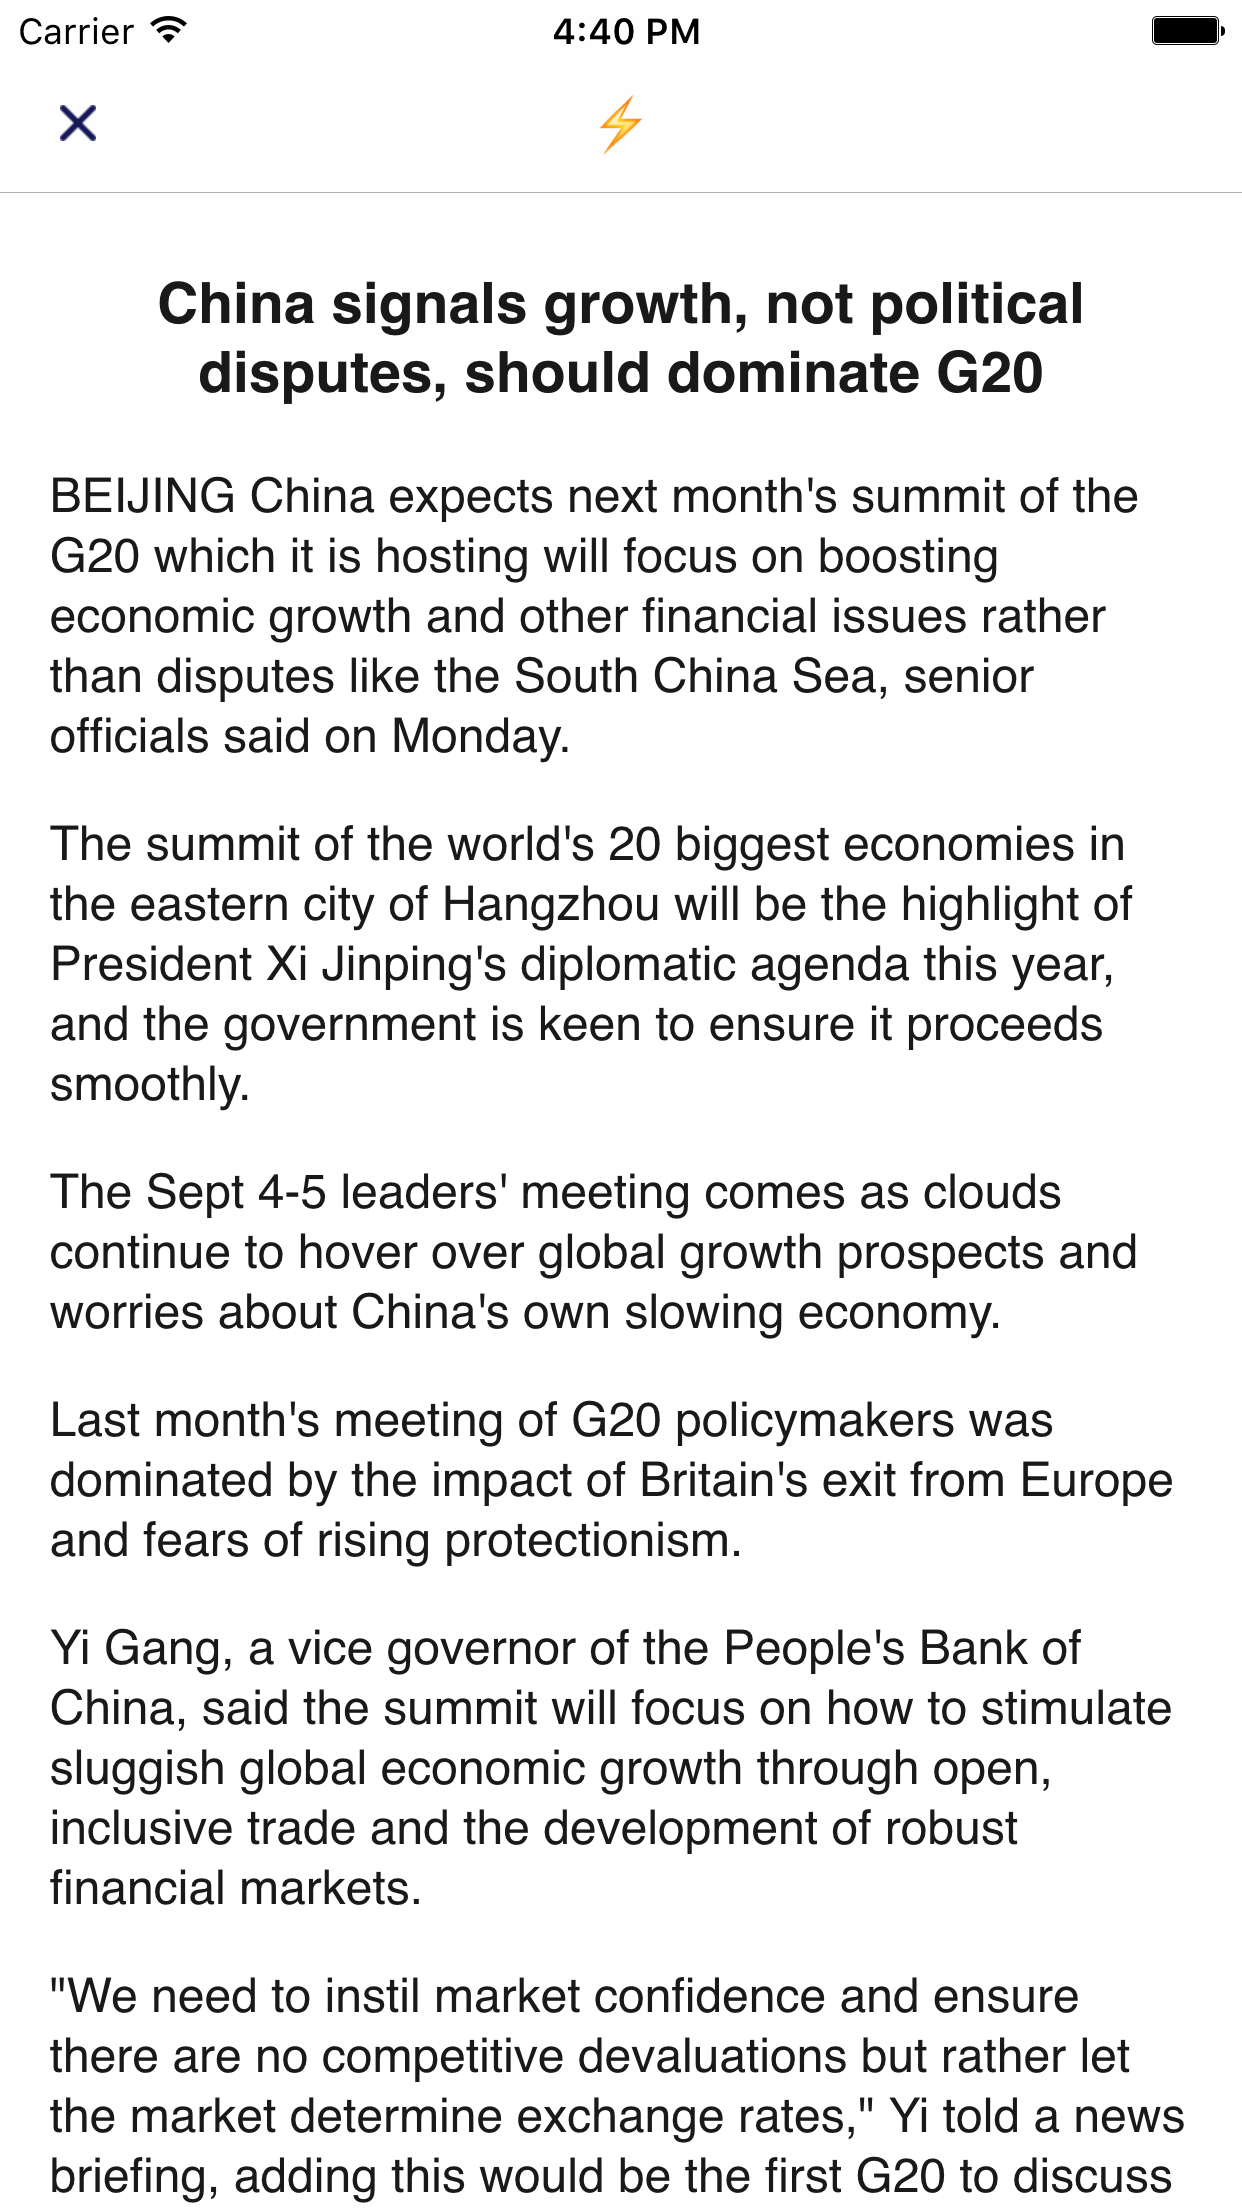 Carrier
4:40 PM
China signals growth, not political
disputes, should dominate G20
BEIJING China expects next month's summit of the
G20 which it is hosting will focus on boosting
economic growth and other financial issues rather
than disputes like the South China Sea, senior
officials said on Monday.
The summit of the world's 20 biggest economies in
the eastern city of Hangzhou will be the highlight of
President Xi Jinping's diplomatic agenda this year,
and the government is keen to ensure it proceeds
smoothly.
The Sept 4-5 leaders' meeting comes as clouds
continue to hover over global growth prospects and
worries about China's own slowing economy.
Last month's meeting of G20 policymakers was
dominated by the impact of Britain's exit from Europe
and fears of rising protectionism.
Yi Gang, a vice governor of the People's Bank of
China, said the summit will focus on how to stimulate
sluggish global economic growth through open,
inclusive trade and the development of robust
financial markets.
"We need to instil market confidence and ensure
there are no competitive devaluations but rather let
the market determine exchange rates," Yi told a news
briefing, adding this would be the first G20 to discuss